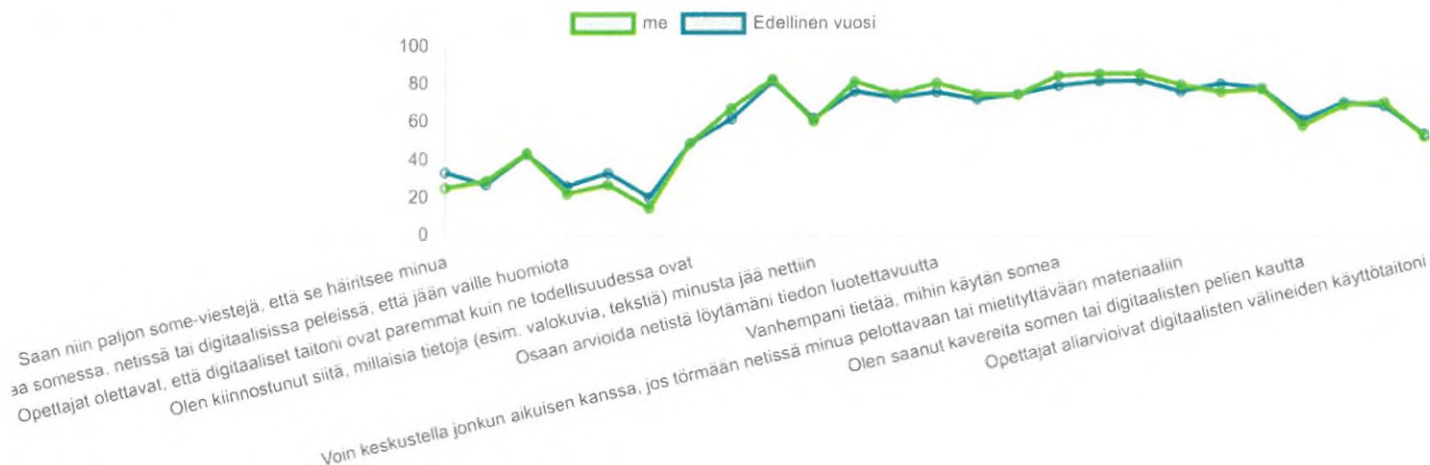 me Edellinen vuosi
100
80
60
40
20
0
Saan niin paljon some-viestejä, että se häiritsee minua
aa somessa, netissä tai digitaalisissa peleissä, että jään vaille huomiota
Opettajat olettavat, että digitaaliset taitoni ovat paremmat kuin ne todellisuudessa ovat
Olen kiinnostunut siitä, millaisia tietoja (esim. valokuvia, tekstiä) minusta jää nettiin
Osaan arvioida netistä löytämäni tiedon luotettavuutta
Vanhempani tietää, mihin käytän somea
Voin keskustella jonkun aikuisen kanssa, jos törmään netissä minua pelottavaan tai mietityttävään materiaaliin
Olen saanut kavereita somen tai digitaalisten pelien kautta
Opettajat aliarvioivat digitaalisten välineiden käyttötaitoni